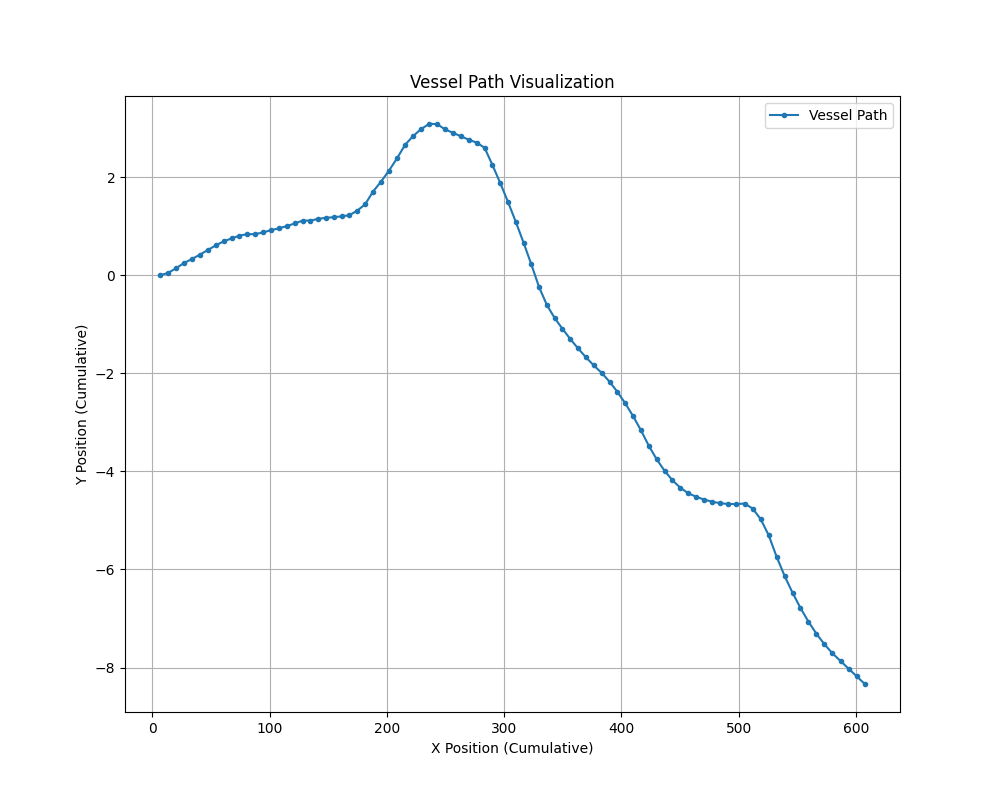 Vessel Path Visualization
Vessel Path
Y Position (Cumulative)
2
0
−2
−4
−6
−8
0 100 200 300 400 500 600
X Position (Cumulative)